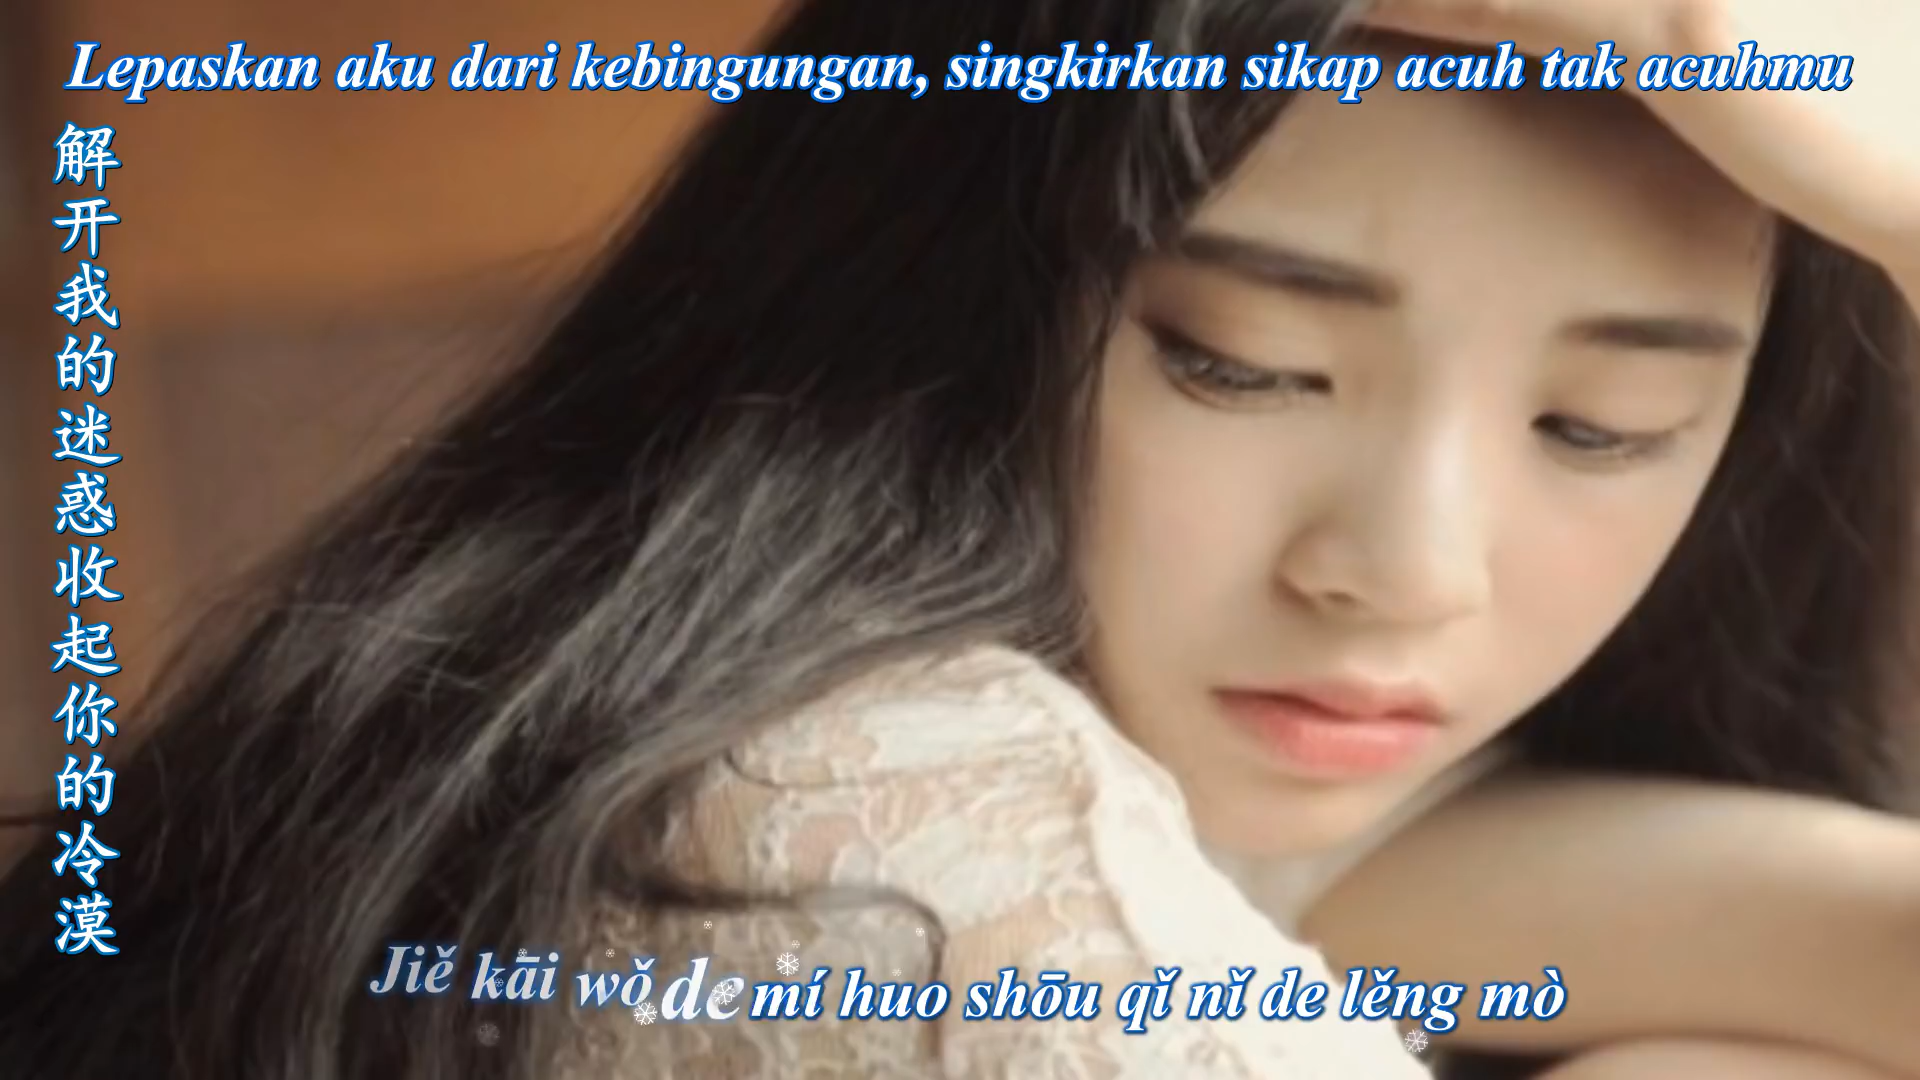 Lepaskan aku dari kebingungan, singkirkan sikap acuh tak acuhmu
解开我的迷惑收起你的冷漠
Jiě kāi wǒ de mí huo shōu qǐ nǐ de lěng mò